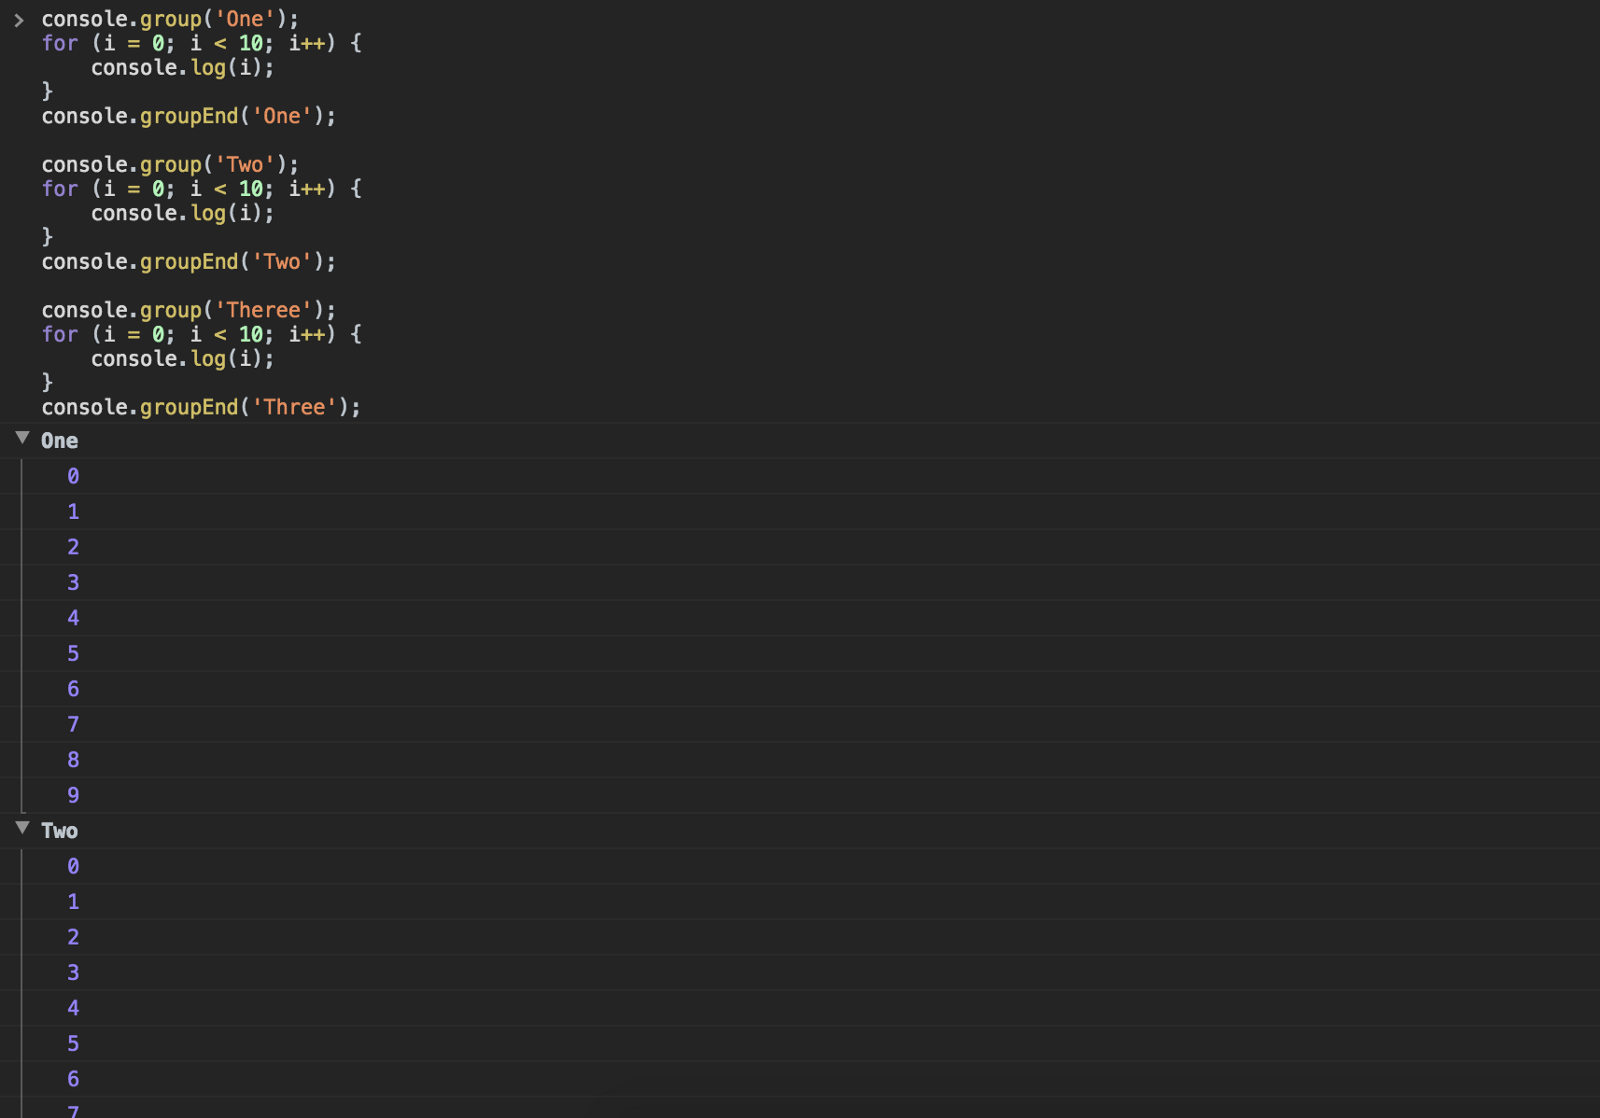 console.group('One');
for (i = 0; i < 10; i++) {
    console.log(i);
}
console.groupEnd('One');

console.group('Two');
for (i = 0; i < 10; i++) {
    console.log(i);
}
console.groupEnd('Two');

console.group('Theree');
for (i = 0; i < 10; i++) {
    console.log(i);
}
console.groupEnd('Three');
One
0
1
2
3
4
5
6
7
8
9
Two
0
1
2
3
4
5
6
7